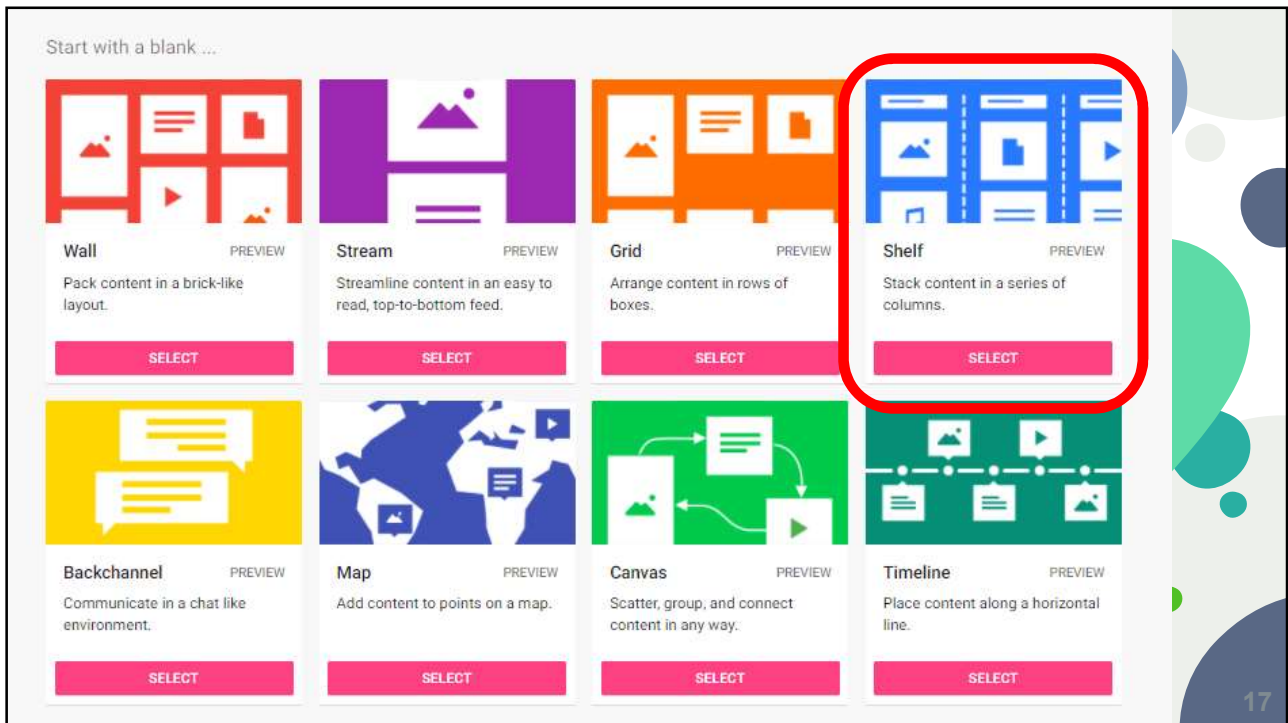 Start with a blank ...
Wall PREVIEW
Pack content in a brick-like
layout.
SELECT
Stream PREVIEW
Streamline content in an easy to
read, top-to-bottom feed.
SELECT
Grid PREVIEW
Arrange content in rows of
boxes.
SELECT
Shelf PREVIEW
Stack content in a series of
columns.
SELECT
Backchannel PREVIEW
Communicate in a chat like
environment.
SELECT
Map PREVIEW
Add content to points on a map.
SELECT
Canvas PREVIEW
Scatter, group, and connect
content in any way.
SELECT
Timeline PREVIEW
Place content along a horizontal
line.
SELECT
17